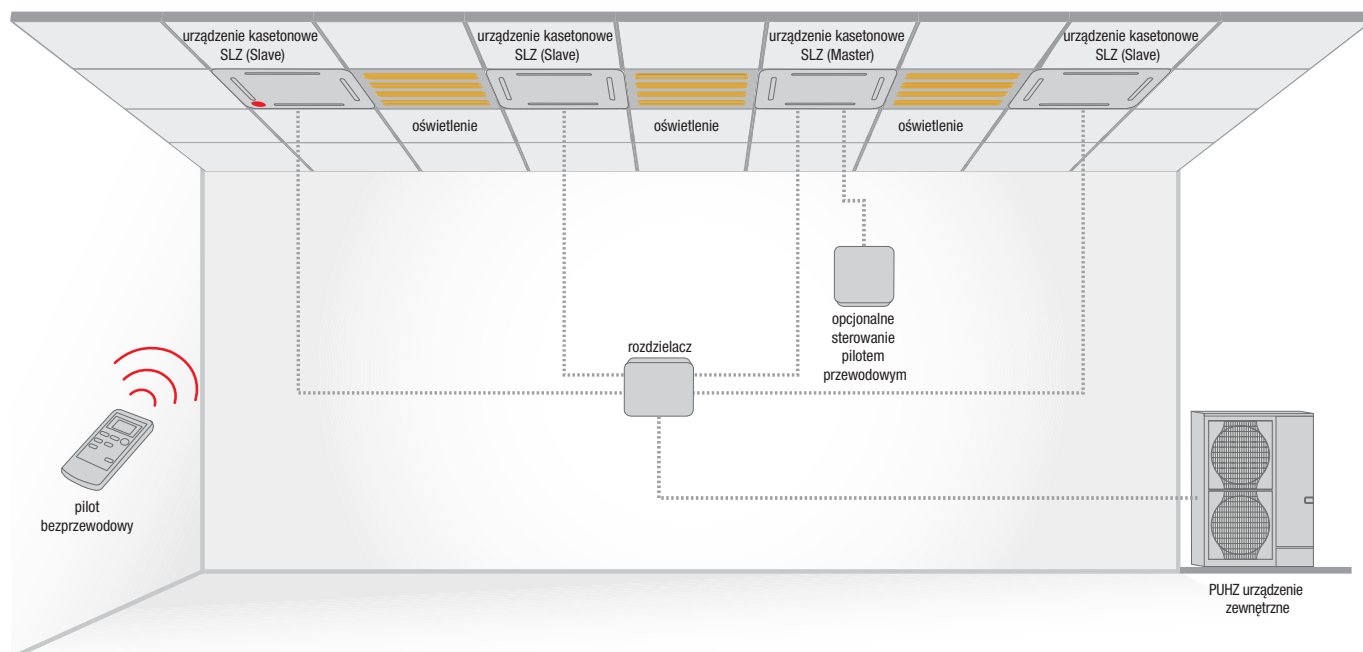 urządzenie kasetonowe
SLZ (Slave)
urządzenie kasetonowe
SLZ (Slave)
urządzenie kasetonowe
SLZ (Master)
urządzenie kasetonowe
SLZ (Slave)
oświetlenie
oświetlenie
oświetlenie
opcjonalne
sterowanie
pilotem
przewodowym
rozdzielacz
pilot
bezprzewodowy
PUHZ urządzenie
zewnętrzne